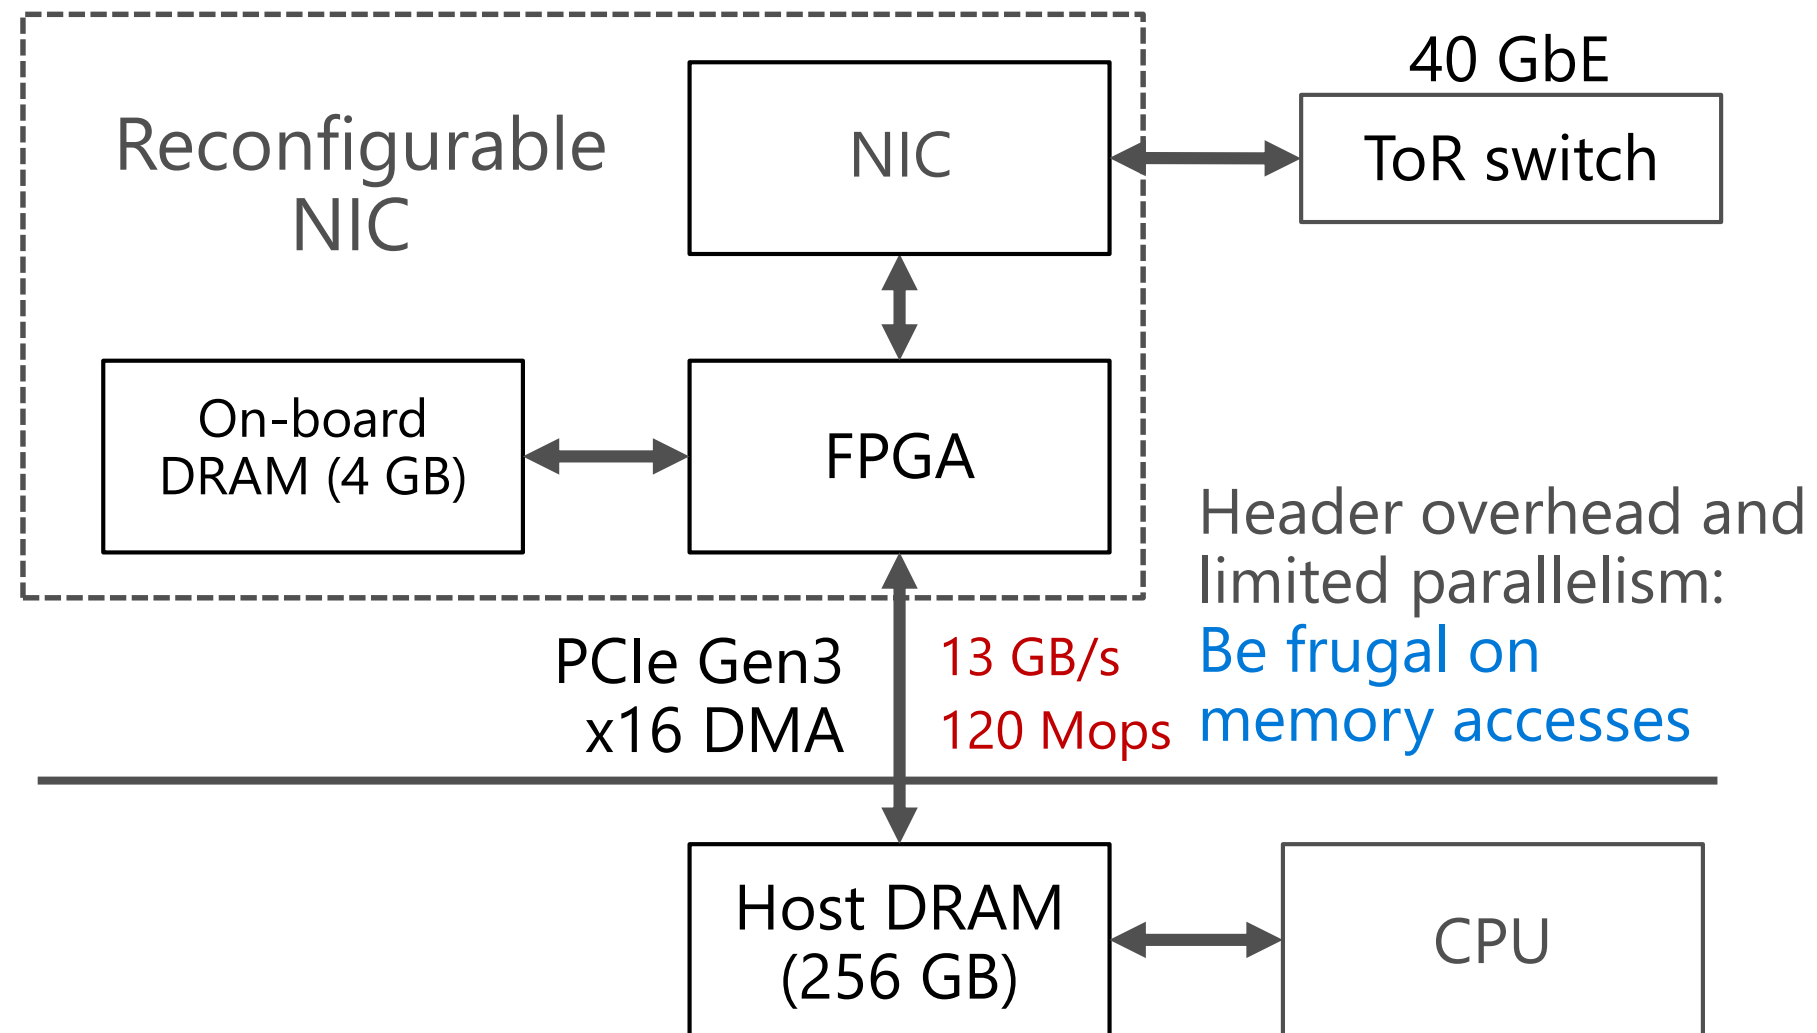 40 GbE
Reconfigurable
NIC
NIC
ToR switch
On-board
DRAM (4 GB)
FPGA
Header overhead and
limited parallelism:
Be frugal on
memory accesses
PCIe Gen3
x16 DMA
13 GB/s
120 Mops
Host DRAM
(256 GB)
CPU